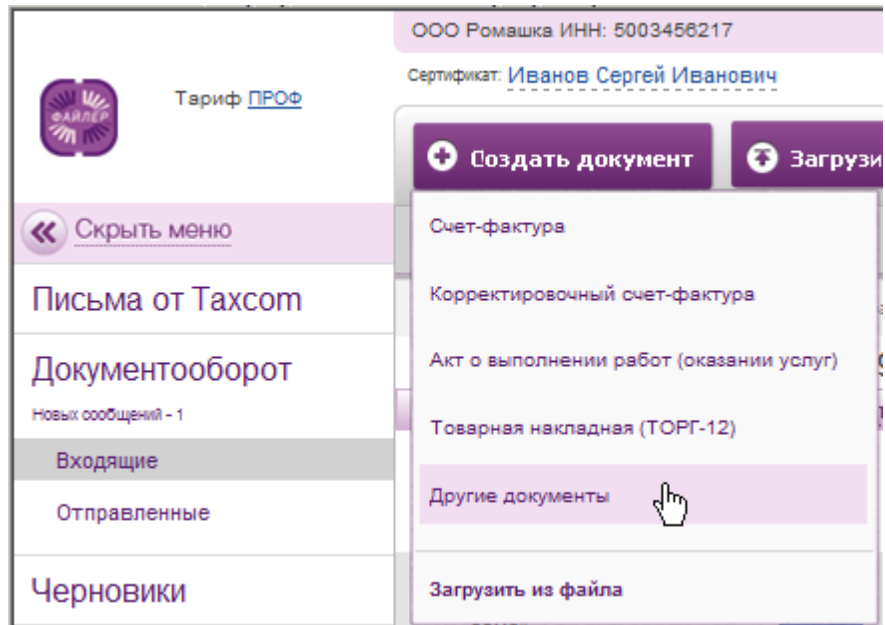 ООО Ромашка ИНН: 5003456217
Сертификат: Иванов Сергей Иванович
ФАЙЛЕР
Тариф ПРОФ
Создать документ
Загрузи
Скрыть меню
Письма от Taxcom
Документооборот
Новых сообщений - 1
Входящие
Отправленные
Черновики
Счет-фактура
Корректировочный счет-фактура
Акт о выполнении работ (оказании услуг)
Товарная накладная (ТОРГ-12)
Другие документы
Загрузить из файла